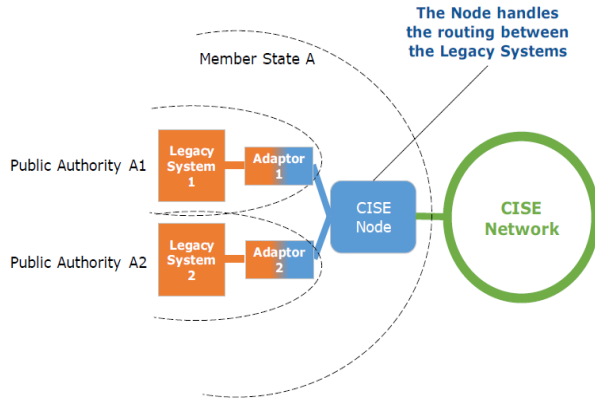 The Node handles
the routing between
the Legacy Systems
Member State A
Public Authority A1
Legacy
System
1
Adaptor
1
CISE
Node
CISE
Network
Public Authority A2
Legacy
System
2
Adaptor
2